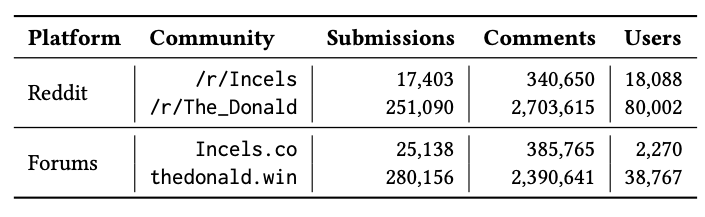 Platform Community Submissions Comments Users
Reddit
/r/Incels 17,403 340,650 18,088
/r/The_Donald 251,090 2,703,615 80,002
Forums
Incels.co 25,138 385,765 2,270
thedonald.win 280,156 2,390,641 38,767